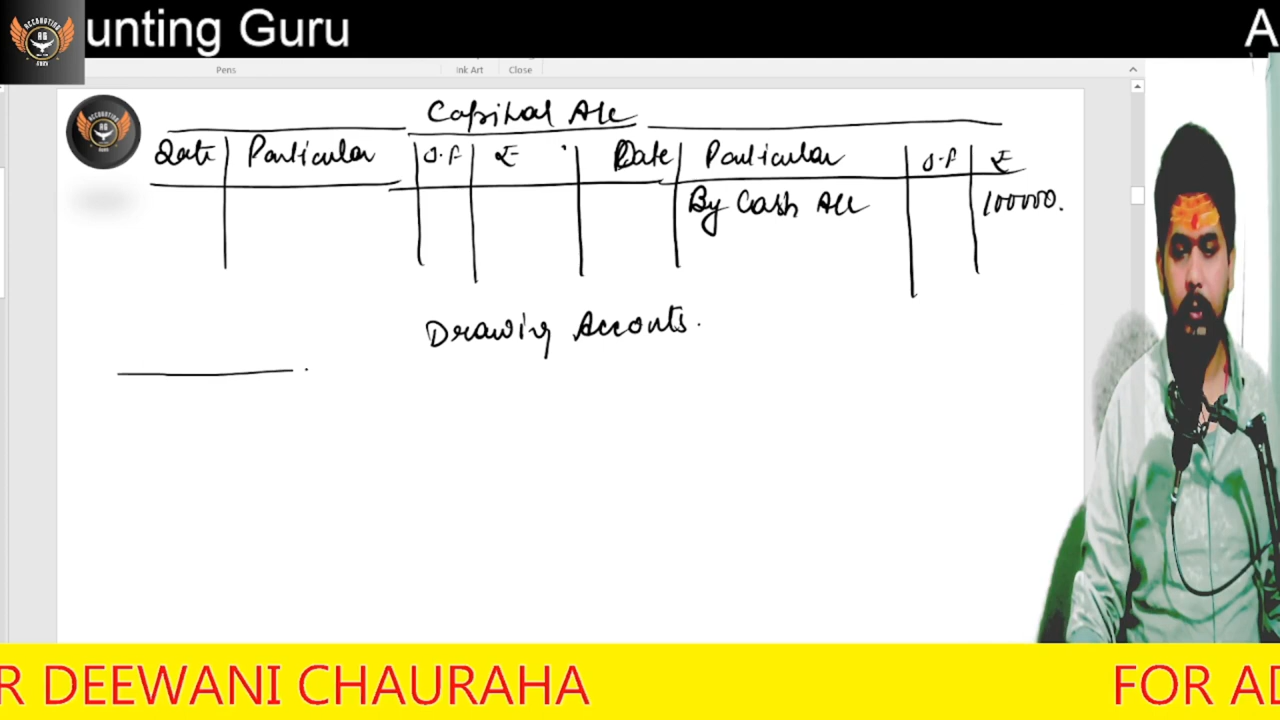 unting Guru
A
Pens
Ink Art
Close
Capital A/c
Date Particular J.F ₹ Date Particular J.F ₹
By Cash A/c 100000.
Drawing Accouts.
R DEEWANI CHAURAHA
FOR AD